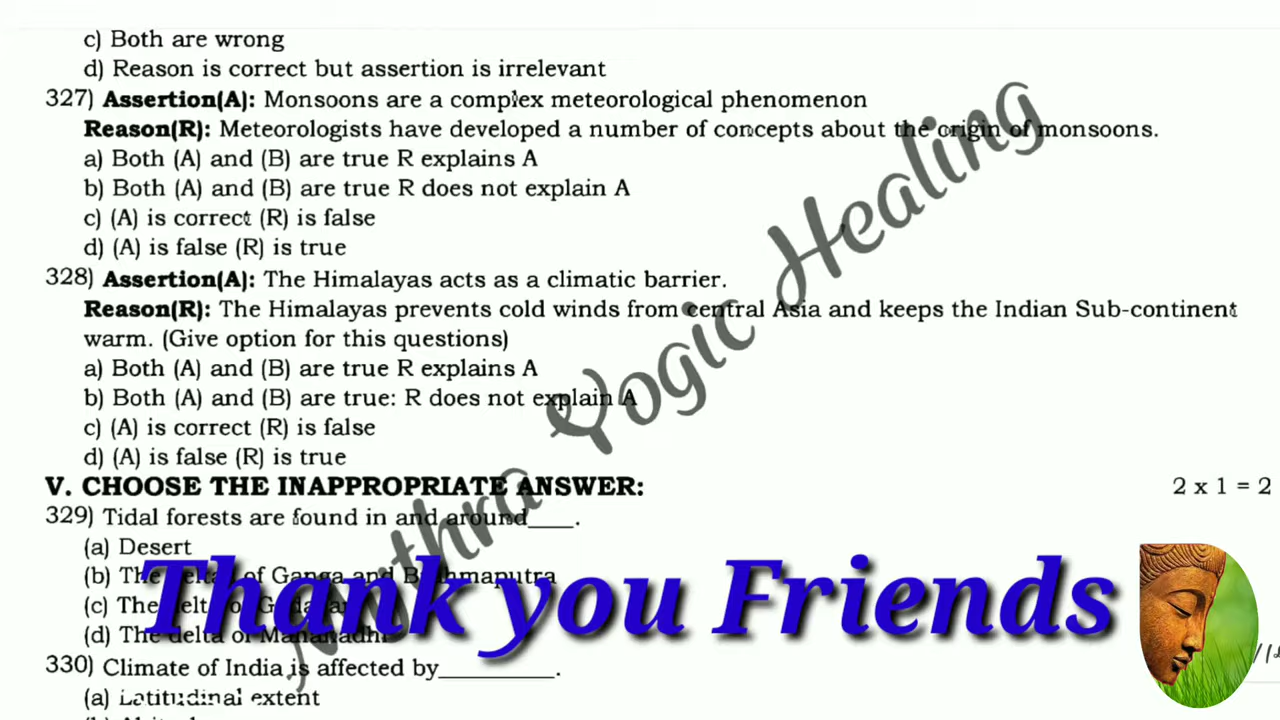 c) Both are wrong
d) Reason is correct but assertion is irrelevant
327) Assertion(A): Monsoons are a complex meteorological phenomenon
Reason(R): Meteorologists have developed a number of concepts about the origin of monsoons.
a) Both (A) and (B) are true R explains A
b) Both (A) and (B) are true R does not explain A
c) (A) is correct (R) is false
d) (A) is false (R) is true
328) Assertion(A): The Himalayas acts as a climatic barrier.
Reason(R): The Himalayas prevents cold winds from central Asia and keeps the Indian Sub-continent
warm. (Give option for this questions)
a) Both (A) and (B) are true R explains A
b) Both (A) and (B) are true: R does not explain A
c) (A) is correct (R) is false
d) (A) is false (R) is true
V. CHOOSE THE INAPPROPRIATE ANSWER: 2 x 1 = 2
329) Tidal forests are found in and around____.
(a) Desert
(b) The of Ganga and
(c) The
(d) The delta of
Thank you Friends
330) Climate of India is affected by__________.
(a) Latitudinal extent
Yogic Healing